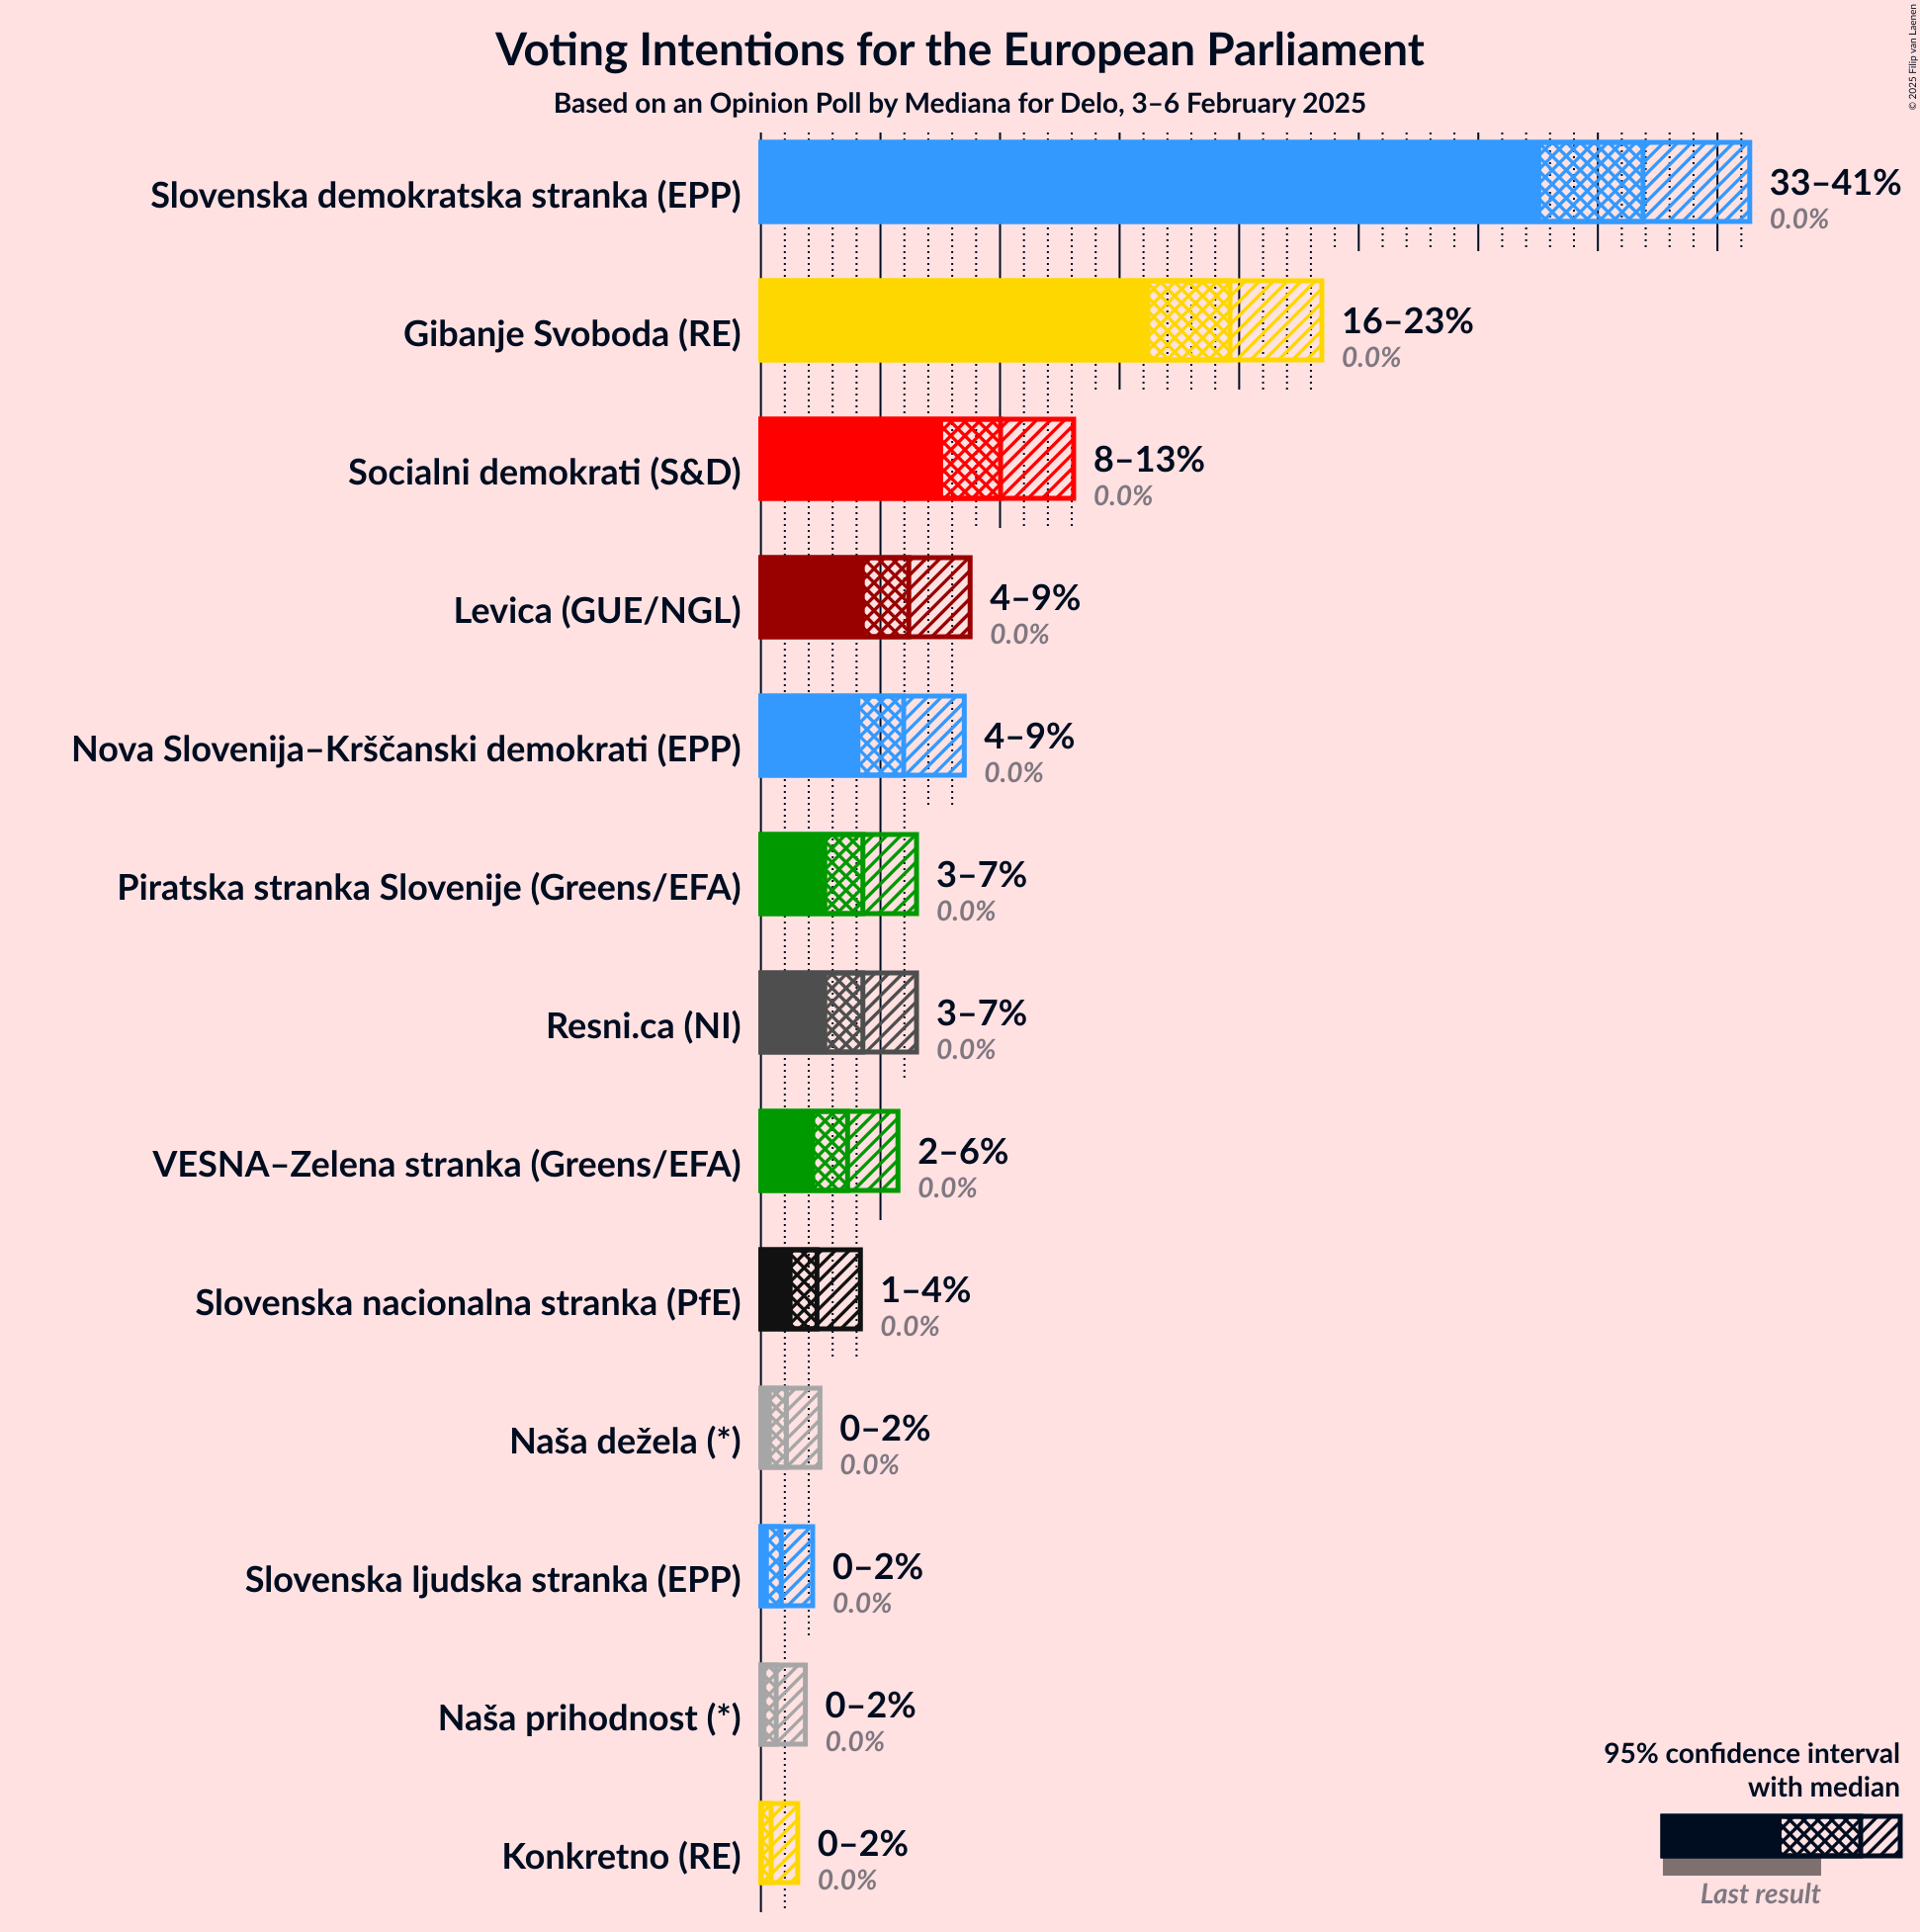 Voting Intentions for the European Parliament
Based on an Opinion Poll by Mediana for Delo, 3–6 February 2025
© 2025 Filip van Laenen
Slovenska demokratska stranka (EPP)
33–41%
0.0%
Gibanje Svoboda (RE)
16–23%
0.0%
Socialni demokrati (S&D)
8–13%
0.0%
Levica (GUE/NGL)
4–9%
0.0%
Nova Slovenija–Krščanski demokrati (EPP)
4–9%
0.0%
Piratska stranka Slovenije (Greens/EFA)
3–7%
0.0%
Resni.ca (NI)
3–7%
0.0%
VESNA–Zelena stranka (Greens/EFA)
2–6%
0.0%
Slovenska nacionalna stranka (PfE)
1–4%
0.0%
Naša dežela (*)
0–2%
0.0%
Slovenska ljudska stranka (EPP)
0–2%
0.0%
Naša prihodnost (*)
0–2%
0.0%
Konkretno (RE)
0–2%
0.0%
95% confidence interval
with median
Last result